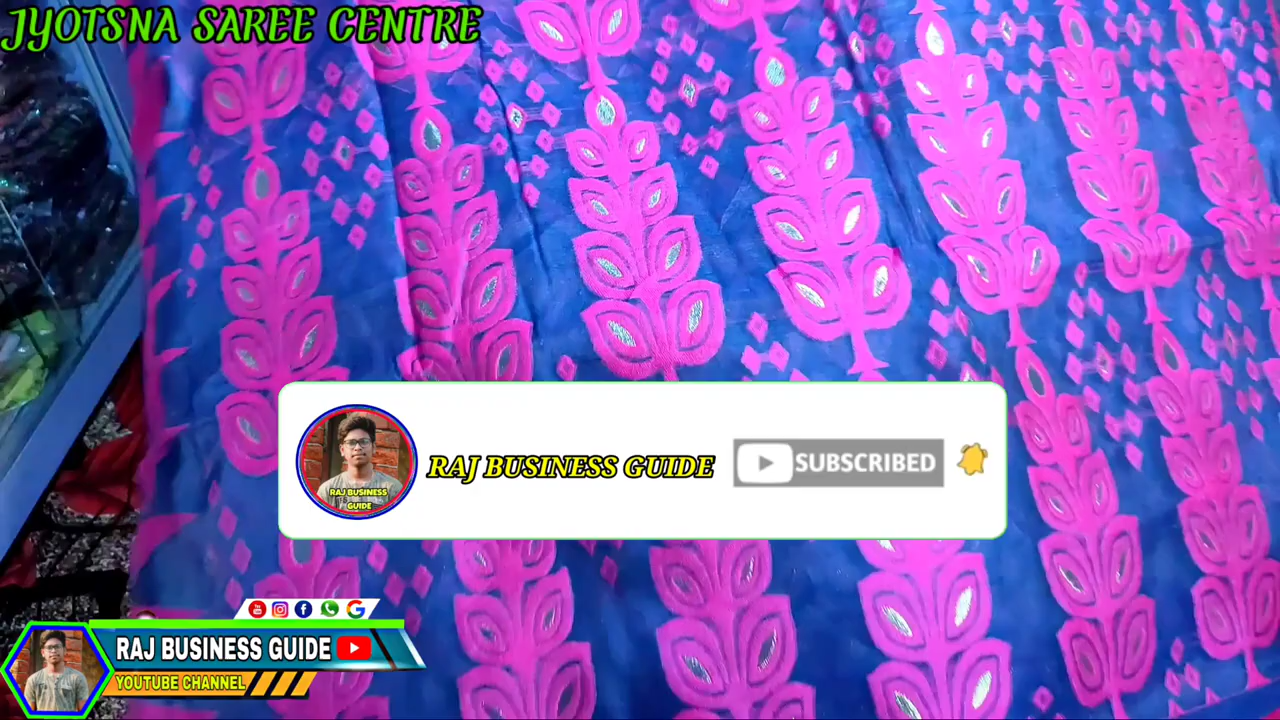 JYOTSNA SAREE CENTRE
RAJ BUSINESS
GUIDE
RAJ BUSINESS GUIDE
SUBSCRIBED
RAJ BUSINESS GUIDE
YOUTUBE CHANNEL